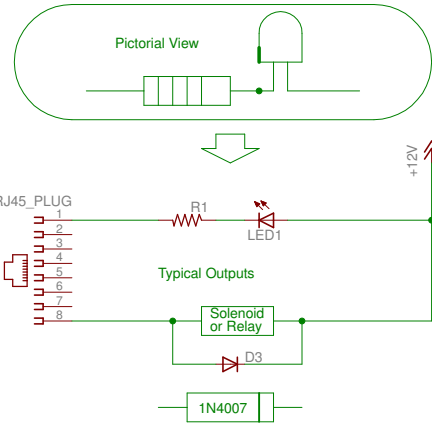 Pictorial View
+12V
RJ45_PLUG
1
R1
2
LED1
3
4
Typical Outputs
5
6
7
Solenoid
or Relay
8
D3
1N4007